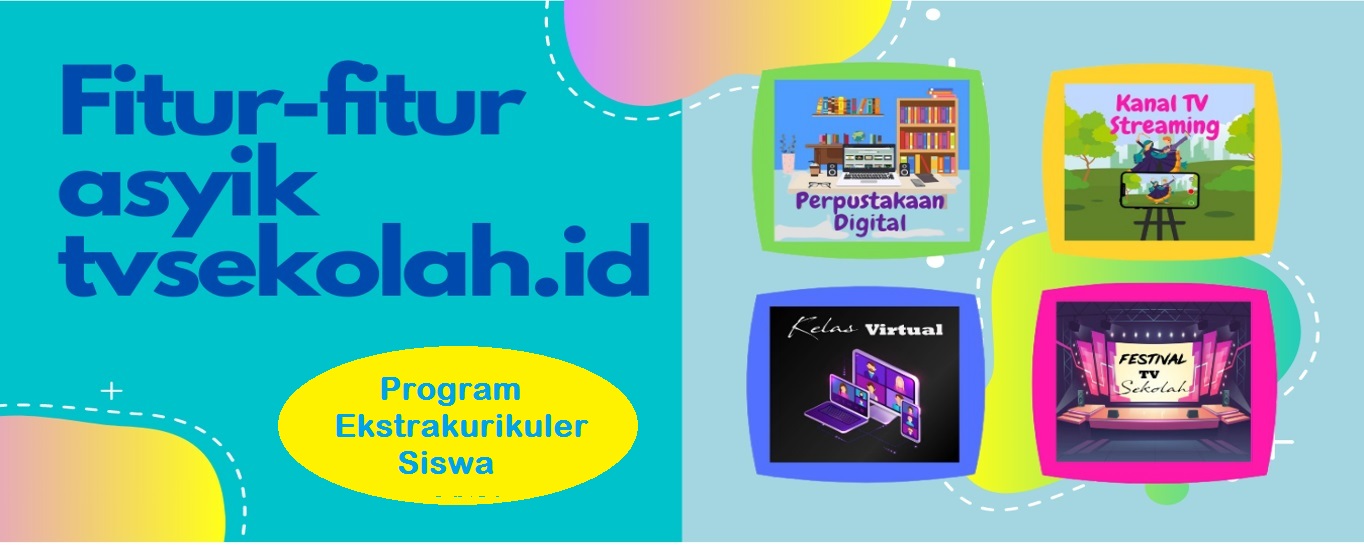 Fitur-fitur
asyik
tvsekolah.id
Program
Ekstrakurikuler
Siswa
Perpustakaan
Digital
Kanal TV
Streaming
Kelas Virtual
FESTIVAL
TV
Sekolah